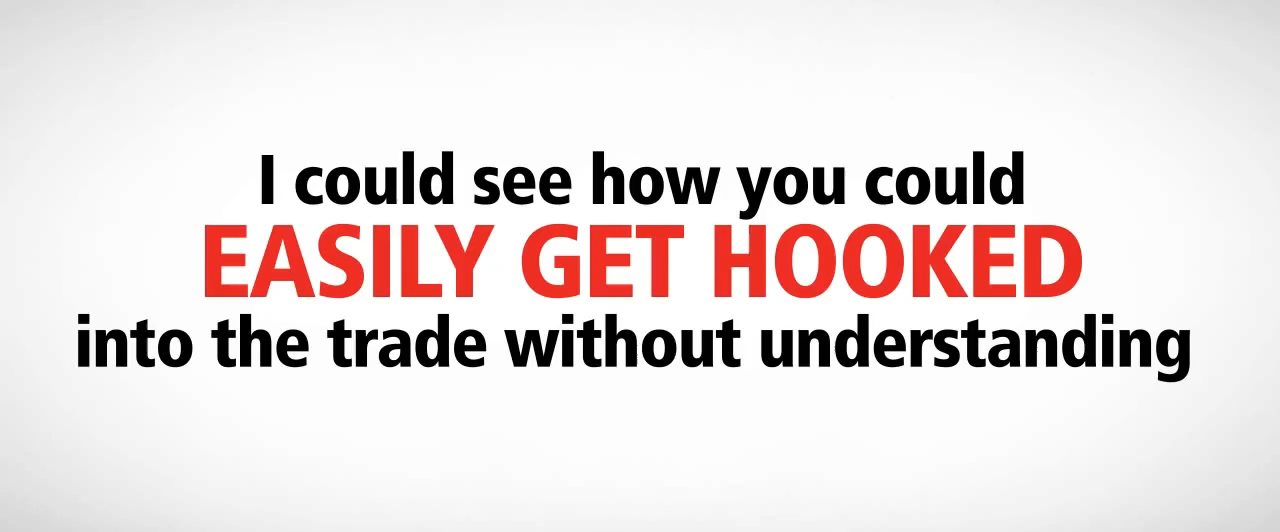 I could see how you could
EASILY GET HOOKED
into the trade without understanding